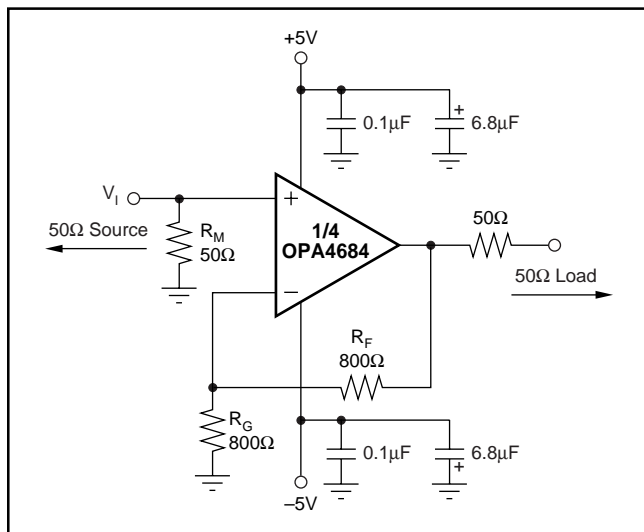 +5V
+
0.1μF
6.8μF
V_I
50Ω Source
R_M
50Ω
+
1/4
OPA4684
−
50Ω
50Ω Load
R_F
800Ω
R_G
800Ω
0.1μF
6.8μF
+
–5V